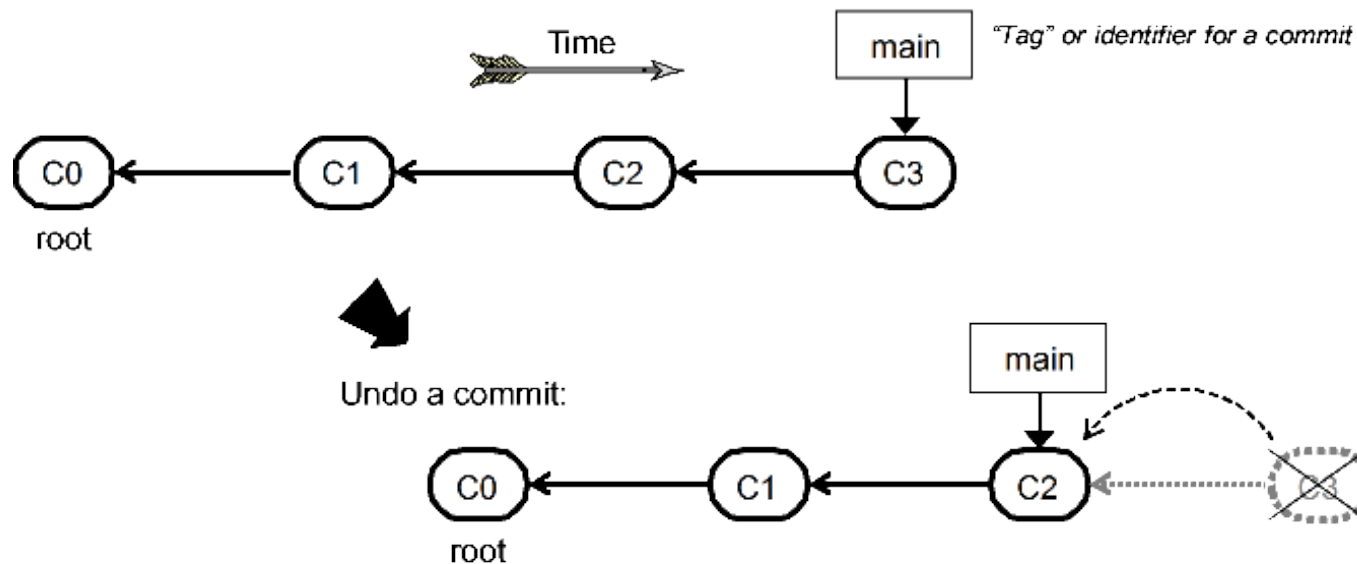 Time
main
“Tag” or identifier for a commit
C0
C1
C2
C3
root
Undo a commit:
main
C0
C1
C2
C3
root